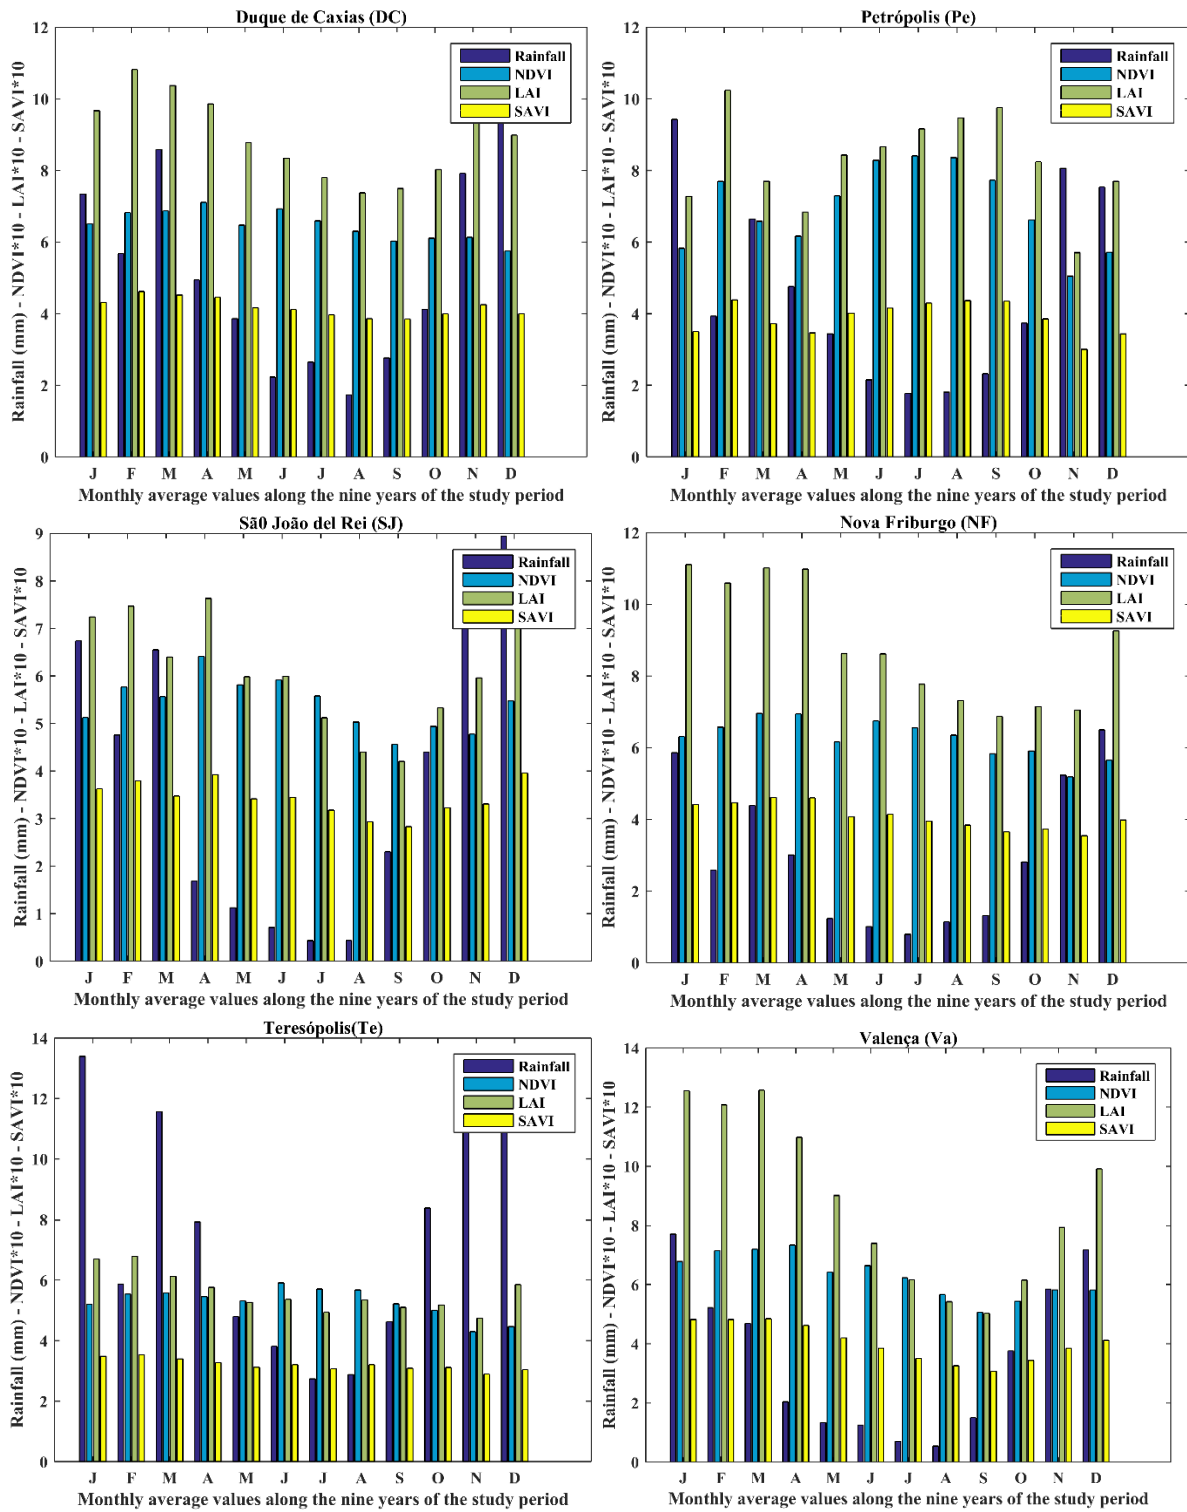 Duque de Caxias (DC)
Rainfall (mm) - NDVI*10 - LAI*10 - SAVI*10
12
10
8
6
4
2
0
Rainfall
NDVI
LAI
SAVI
J F M A M J J A S O N D
Monthly average values along the nine years of the study period
Petrópolis (Pe)
Rainfall (mm) - NDVI*10 - LAI*10 - SAVI*10
12
10
8
6
4
2
0
Rainfall
NDVI
LAI
SAVI
J F M A M J J A S O N D
Monthly average values along the nine years of the study period
Sã0 João del Rei (SJ)
Rainfall (mm) - NDVI*10 - LAI*10 - SAVI*10
9
8
7
6
5
4
3
2
1
0
Rainfall
NDVI
LAI
SAVI
J F M A M J J A S O N D
Monthly average values along the nine years of the study period
Nova Friburgo (NF)
Rainfall (mm) - NDVI*10 - LAI*10 - SAVI*10
12
10
8
6
4
2
0
Rainfall
NDVI
LAI
SAVI
J F M A M J J A S O N D
Monthly average values along the nine years of the study period
Teresópolis(Te)
Rainfall (mm) - NDVI*10 - LAI*10 - SAVI*10
14
12
10
8
6
4
2
0
Rainfall
NDVI
LAI
SAVI
J F M A M J J A S O N D
Monthly average values along the nine years of the study period
Valença (Va)
Rainfall (mm) - NDVI*10 - LAI*10 - SAVI*10
14
12
10
8
6
4
2
0
Rainfall
NDVI
LAI
SAVI
J F M A M J J A S O N D
Monthly average values along the nine years of the study period